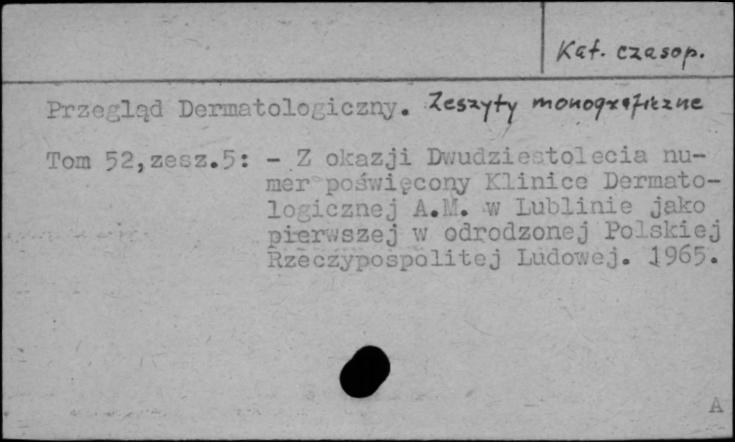 Kat. czasop.
Przegląd Dermatologiczny. Zeszyty monograficzne
Tom 52,zesz.5: - Z okazji Dwudziestolecia nu-
mer poświęcony Klinice Dermato-
logicznej A.M. w Lublinie jako
pierwszej w odrodzonej Polskiej
Rzeczypospolitej Ludowej. 1965.
A